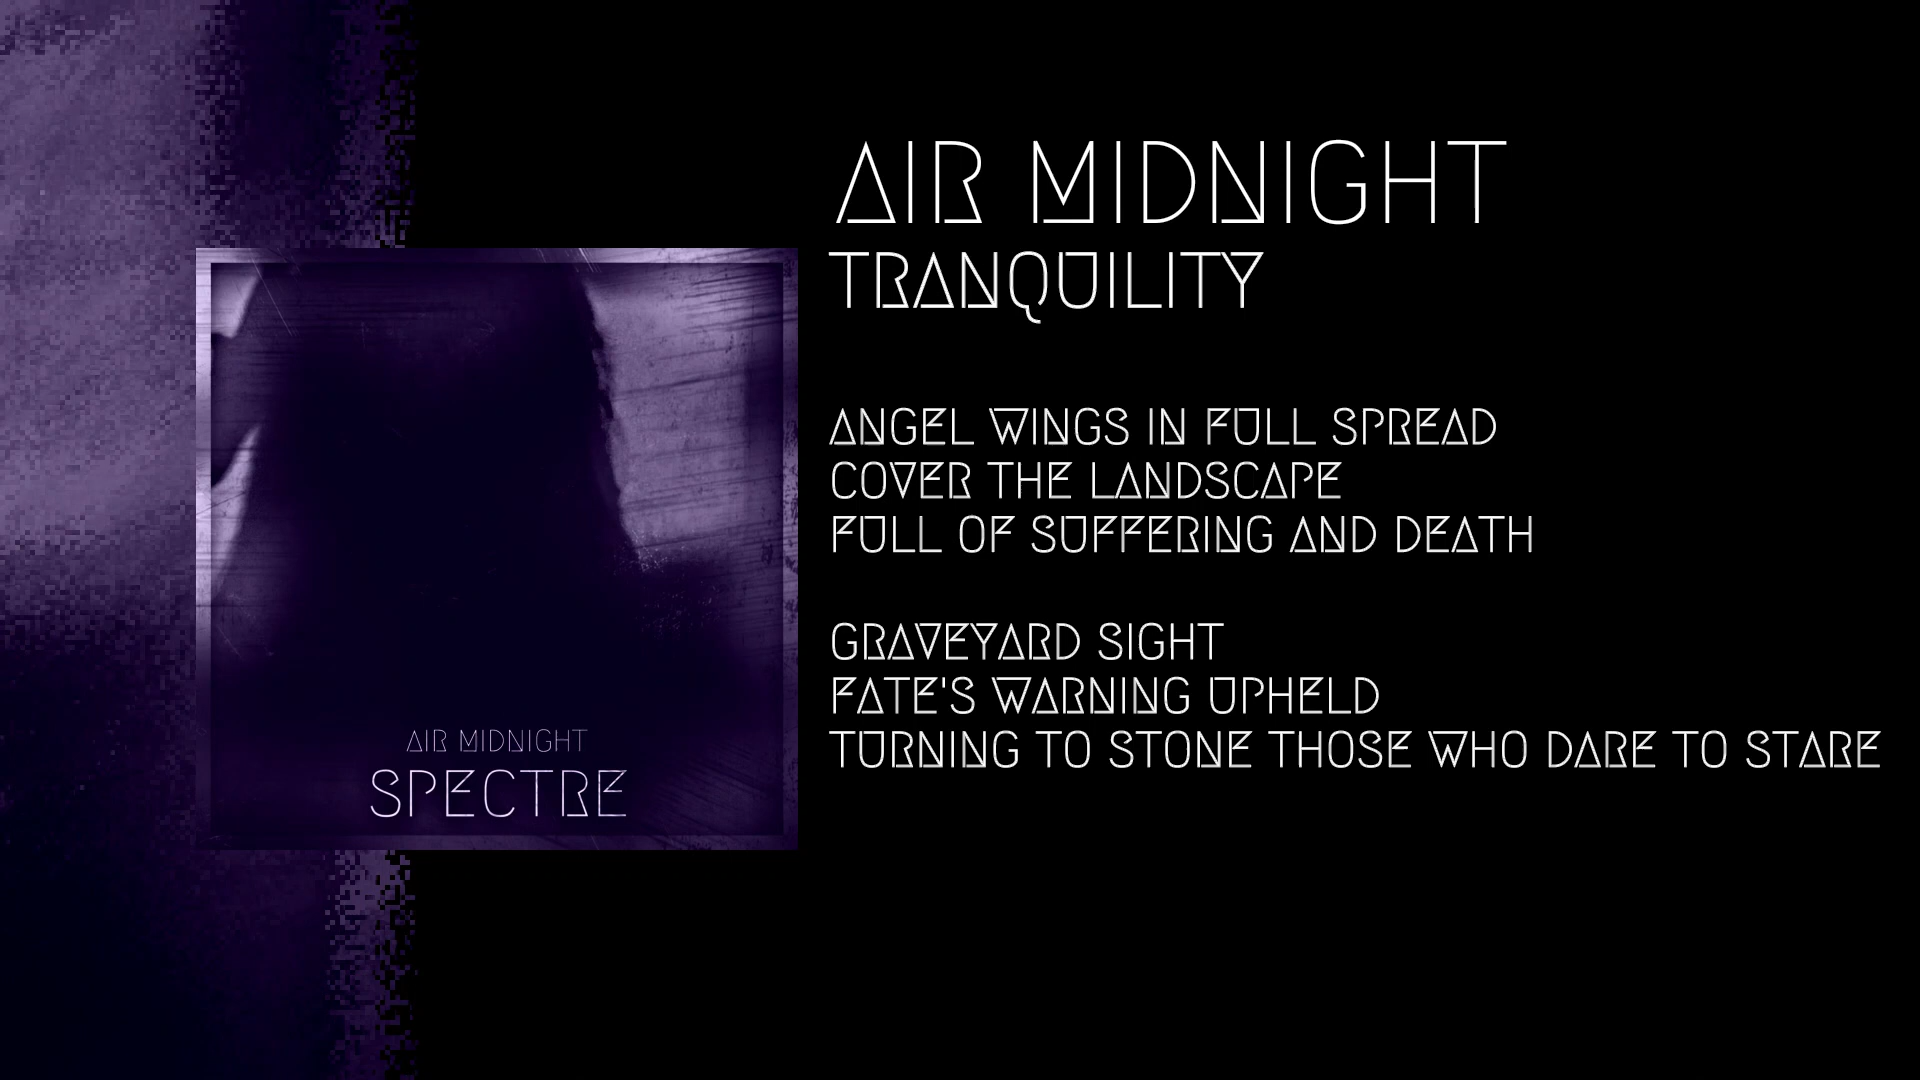 AIR MIDNIGHT
TRANQUILITY
ANGEL WINGS IN FULL SPREAD
COVER THE LANDSCAPE
FULL OF SUFFERING AND DEATH
GRAVEYARD SIGHT
FATE'S WARNING UPHELD
TURNING TO STONE THOSE WHO DARE TO STARE
AIR MIDNIGHT
SPECTRE